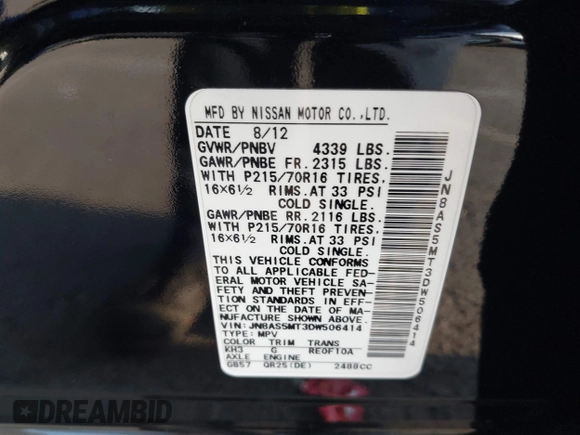 MFD BY NISSAN MOTOR CO.,LTD.
DATE 8/12
GVWR/PNBV 4339 LBS.
GAWR/PNBE FR. 2315 LBS.
WITH P215/70R16 TIRES.
16×6½ RIMS. AT 33 PSI
COLD SINGLE.
GAWR/PNBE RR. 2116 LBS.
WITH P215/70R16 TIRES.
16×6½ RIMS. AT 33 PSI
COLD SINGLE.
THIS VEHICLE CONFORMS
TO ALL APPLICABLE FED-
ERAL MOTOR VEHICLE SA-
FETY AND THEFT PREVENT-
ION STANDARDS IN EFF-
ECT ON THE DATE OF MA-
NUFACTURE SHOWN ABOVE.
VIN: JN8AS5MT3DW506414
TYPE: MPV
COLOR TRIM TRANS
KH3 G RE0F10A
AXLE ENGINE
GB57 QR25(DE) 2488CC
JN8AS5MT3DW506414
DREAMBID